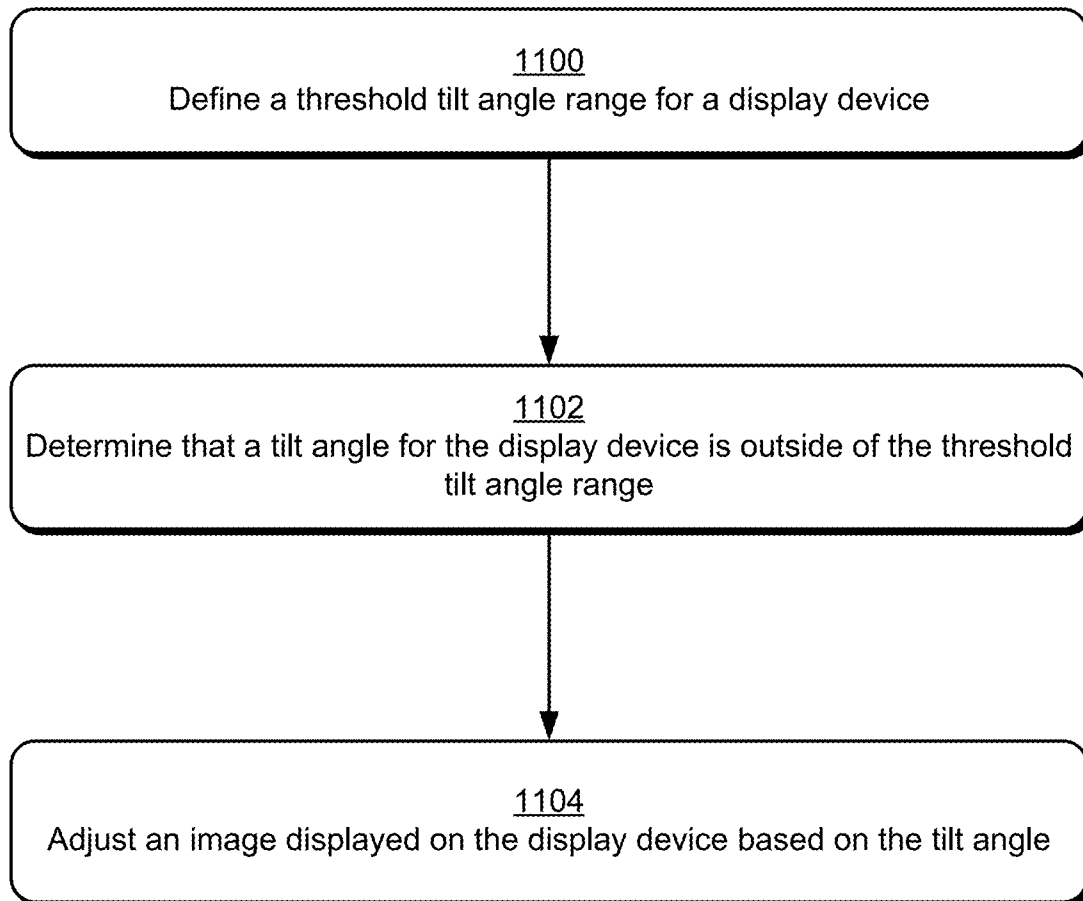 1100
Define a threshold tilt angle range for a display device
1102
Determine that a tilt angle for the display device is outside of the threshold
tilt angle range
1104
Adjust an image displayed on the display device based on the tilt angle